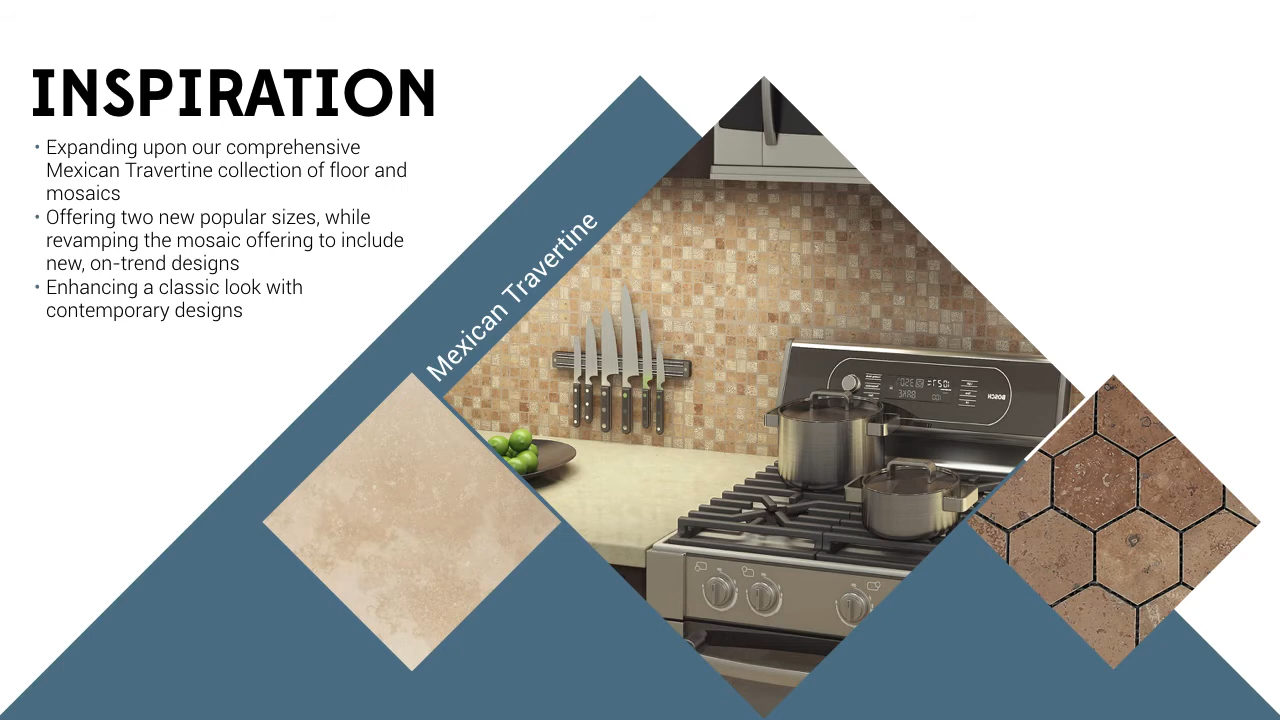 INSPIRATION
• Expanding upon our comprehensive
Mexican Travertine collection of floor and
mosaics
• Offering two new popular sizes, while
revamping the mosaic offering to include
new, on-trend designs
• Enhancing a classic look with
contemporary designs
Mexican Travertine
BOSCH